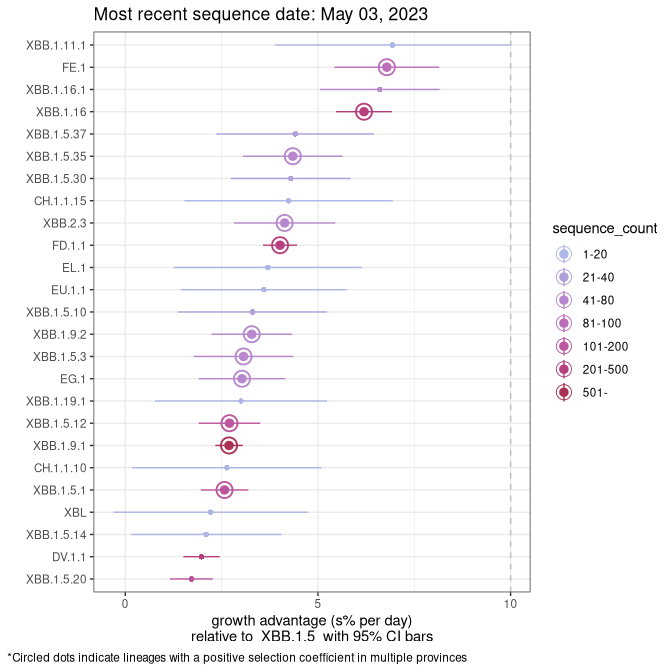 Most recent sequence date: May 03, 2023
XBB.1.11.1
FE.1
XBB.1.16.1
XBB.1.16
XBB.1.5.37
XBB.1.5.35
XBB.1.5.30
CH.1.1.15
XBB.2.3
FD.1.1
EL.1
EU.1.1
XBB.1.5.10
XBB.1.9.2
XBB.1.5.3
EG.1
XBB.1.19.1
XBB.1.5.12
XBB.1.9.1
CH.1.1.10
XBB.1.5.1
XBL
XBB.1.5.14
DV.1.1
XBB.1.5.20
0 5 10
growth advantage (s% per day)
relative to XBB.1.5 with 95% CI bars
*Circled dots indicate lineages with a positive selection coefficient in multiple provinces
sequence_count
1-20
21-40
41-80
81-100
101-200
201-500
501-